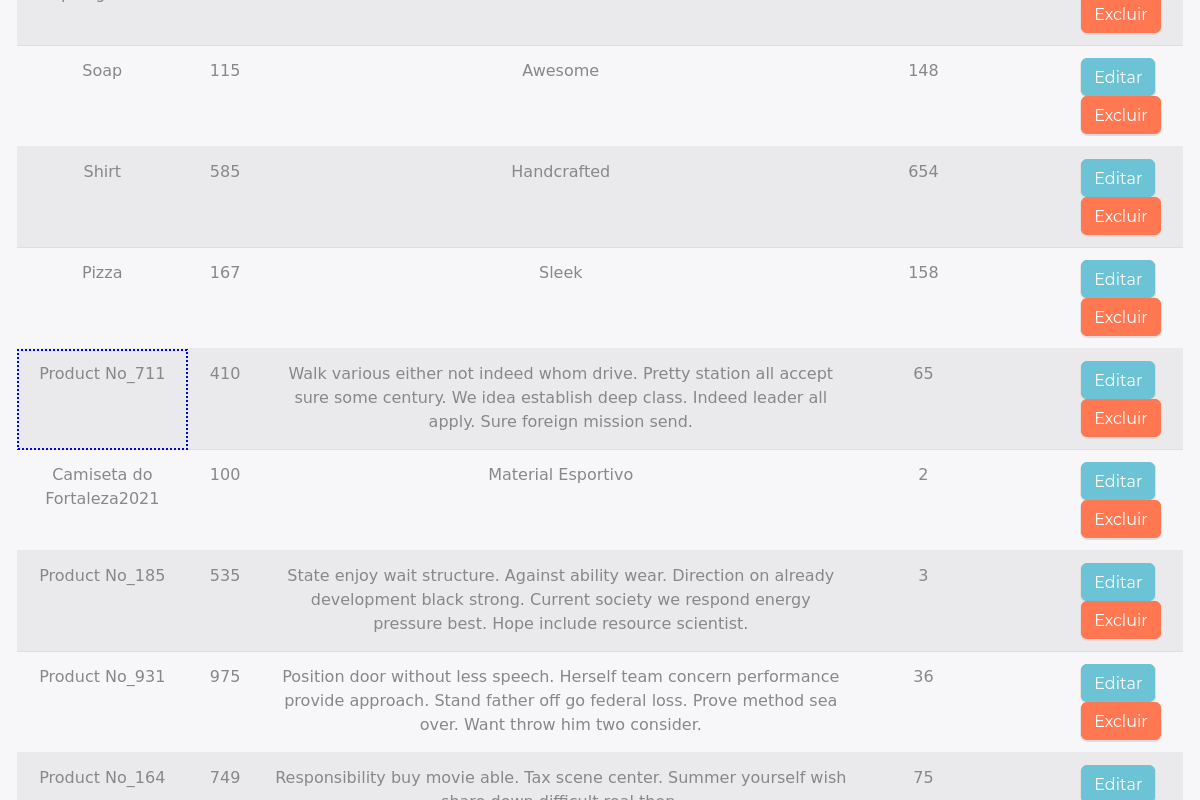 Excluir
Soap 115 Awesome 148 Editar
Excluir
Shirt 585 Handcrafted 654 Editar
Excluir
Pizza 167 Sleek 158 Editar
Excluir
Product No_711 410 Walk various either not indeed whom drive. Pretty station all accept 65 Editar
sure some century. We idea establish deep class. Indeed leader all
apply. Sure foreign mission send. Excluir
Camiseta do 100 Material Esportivo 2 Editar
Fortaleza2021
Excluir
Product No_185 535 State enjoy wait structure. Against ability wear. Direction on already 3 Editar
development black strong. Current society we respond energy
pressure best. Hope include resource scientist. Excluir
Product No_931 975 Position door without less speech. Herself team concern performance 36 Editar
provide approach. Stand father off go federal loss. Prove method sea
over. Want throw him two consider. Excluir
Product No_164 749 Responsibility buy movie able. Tax scene center. Summer yourself wish 75 Editar
share down difficult real then